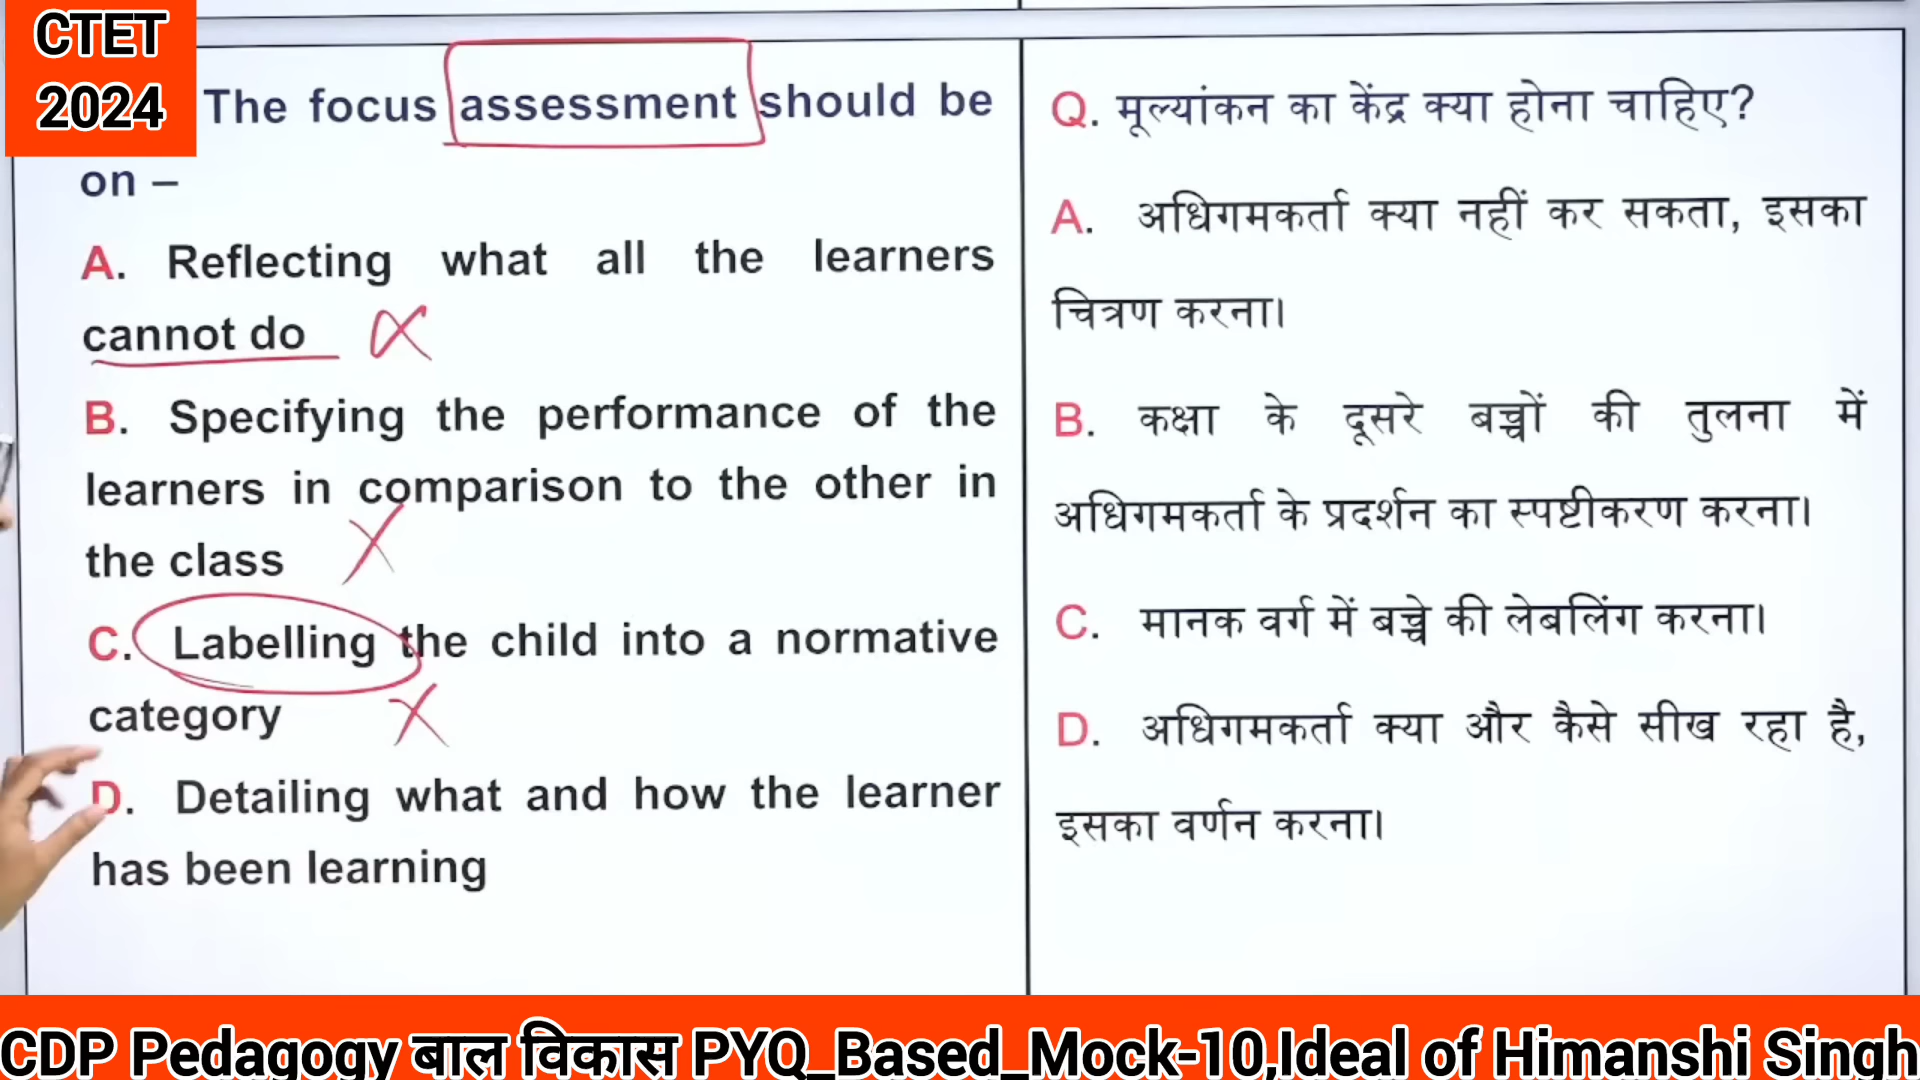 CTET
2024
The focus assessment should be
on –
A. Reflecting what all the learners
cannot do
B. Specifying the performance of the
learners in comparison to the other in
the class
C. Labelling the child into a normative
category
D. Detailing what and how the learner
has been learning
Q. मूल्यांकन का केंद्र क्या होना चाहिए?
A. अधिगमकर्ता क्या नहीं कर सकता, इसका
चित्रण करना।
B. कक्षा के दूसरे बच्चों की तुलना में
अधिगमकर्ता के प्रदर्शन का स्पष्टीकरण करना।
C. मानक वर्ग में बच्चे की लेबलिंग करना।
D. अधिगमकर्ता क्या और कैसे सीख रहा है,
इसका वर्णन करना।
CDP Pedagogy बाल विकास PYQ_Based_Mock-10,Ideal of Himanshi Singh